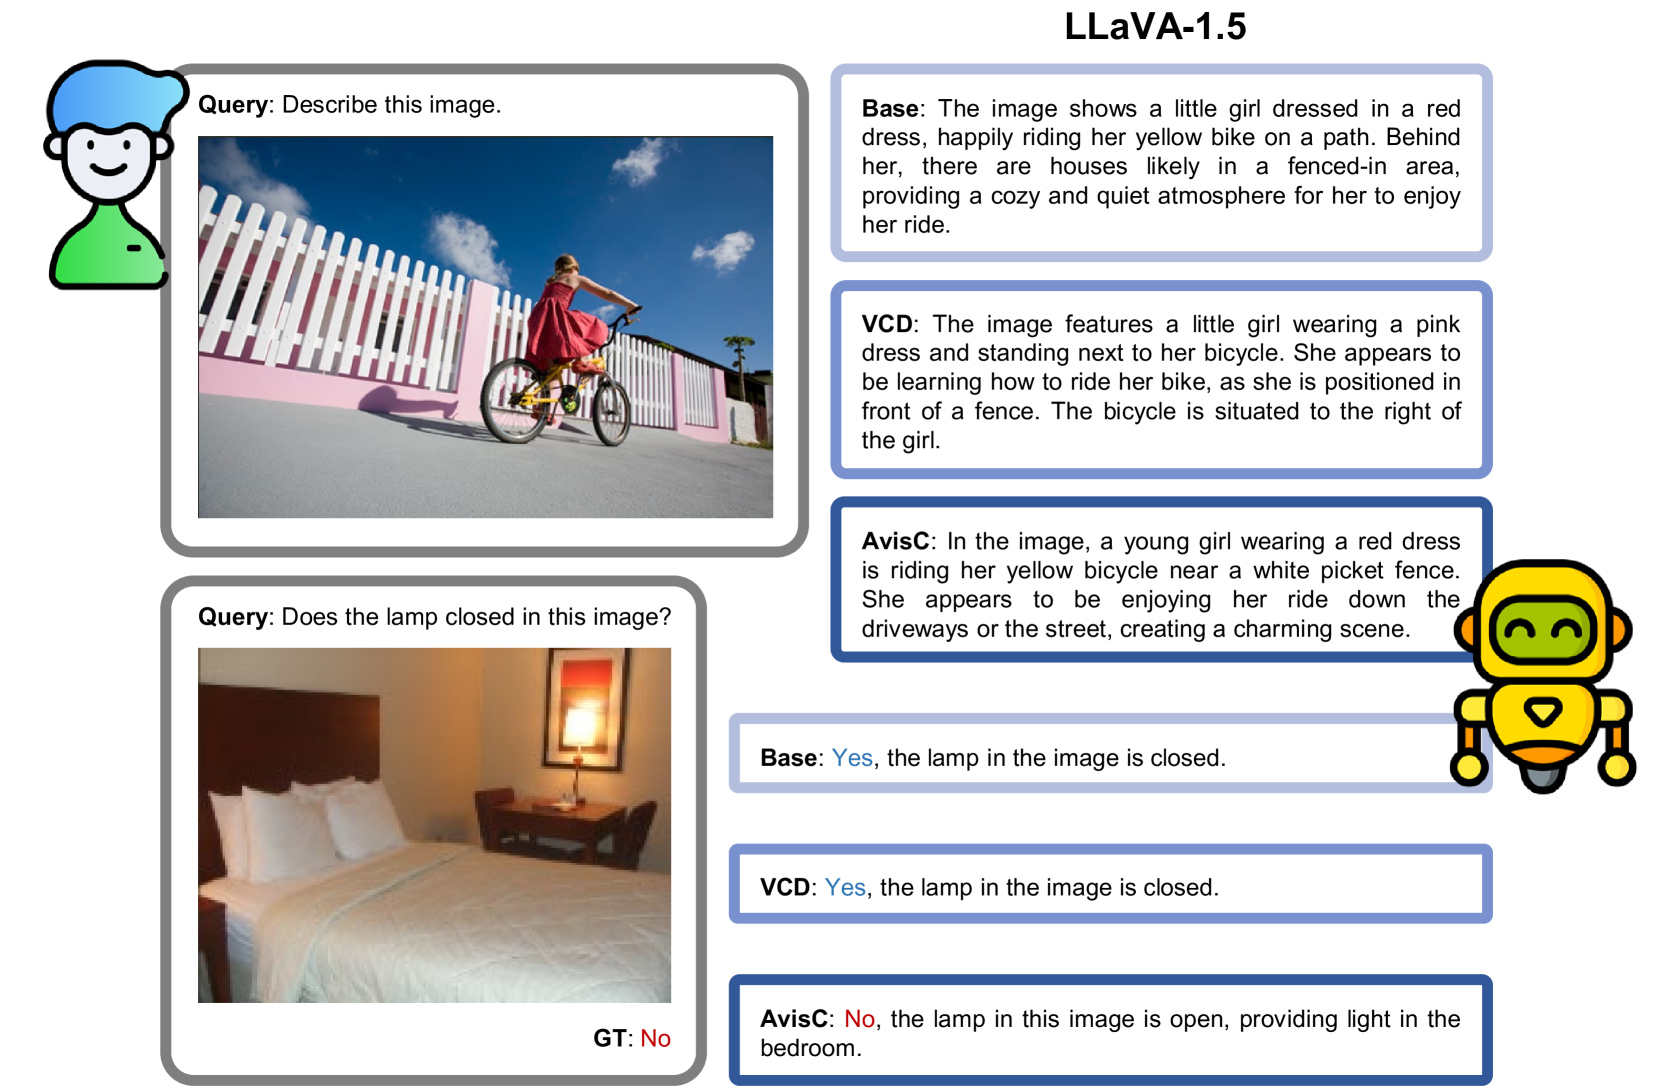 LLaVA-1.5
Query: Describe this image.
Base: The image shows a little girl dressed in a red
dress, happily riding her yellow bike on a path. Behind
her, there are houses likely in a fenced-in area,
providing a cozy and quiet atmosphere for her to enjoy
her ride.
VCD: The image features a little girl wearing a pink
dress and standing next to her bicycle. She appears to
be learning how to ride her bike, as she is positioned in
front of a fence. The bicycle is situated to the right of
the girl.
AvisC: In the image, a young girl wearing a red dress
is riding her yellow bicycle near a white picket fence.
She appears to be enjoying her ride down the
driveways or the street, creating a charming scene.
Query: Does the lamp closed in this image?
GT: No
Base: Yes, the lamp in the image is closed.
VCD: Yes, the lamp in the image is closed.
AvisC: No, the lamp in this image is open, providing light in the
bedroom.